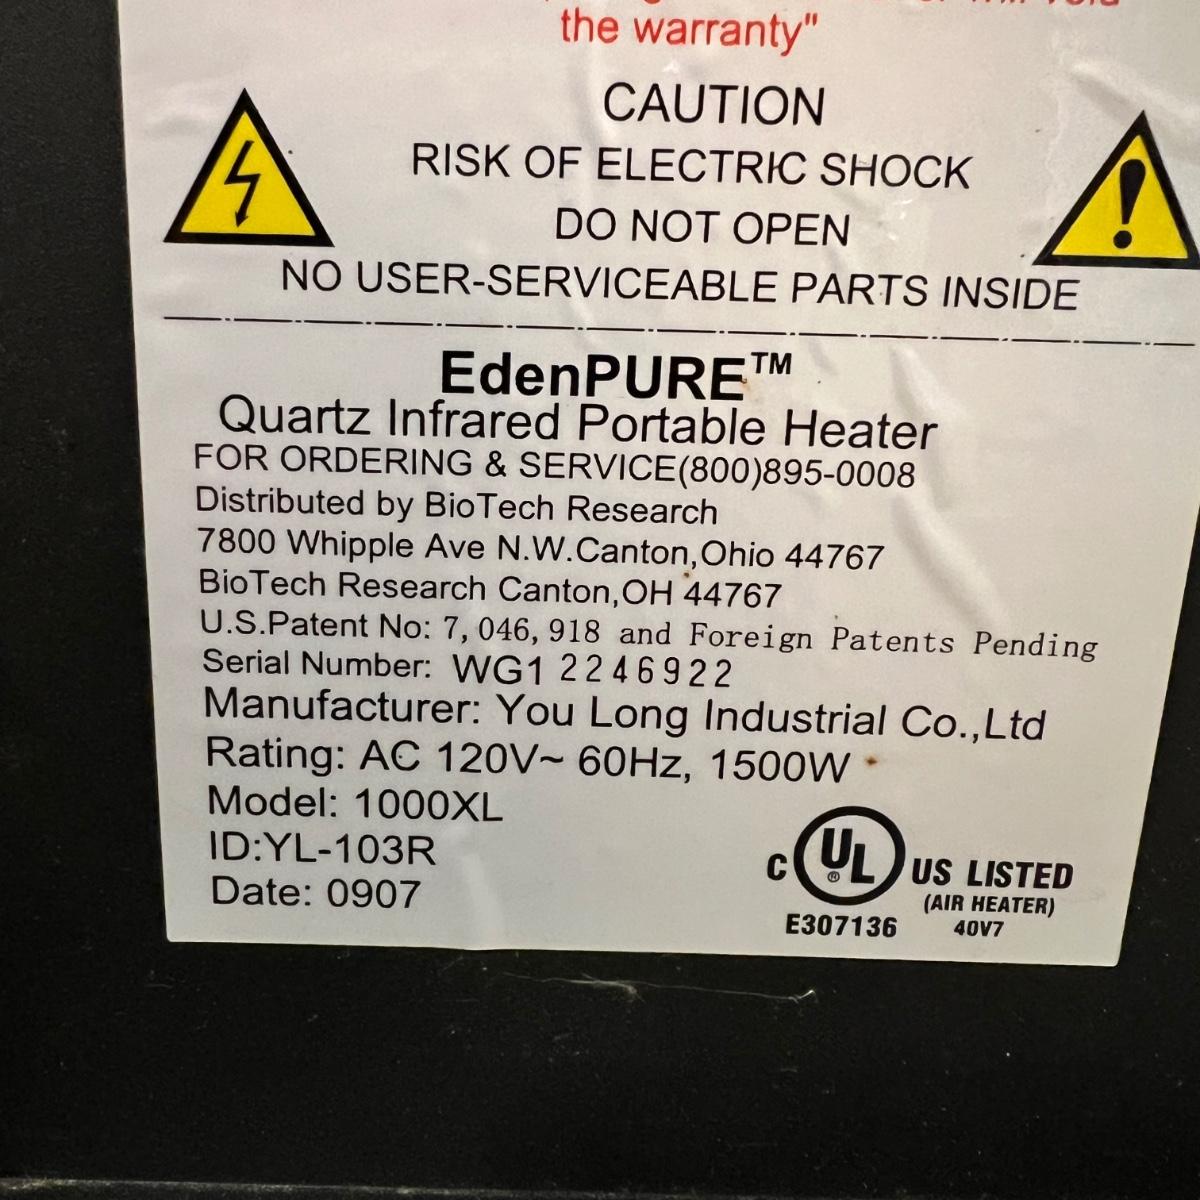 will void
the warranty"
CAUTION
RISK OF ELECTRIC SHOCK
DO NOT OPEN
NO USER-SERVICEABLE PARTS INSIDE
EdenPURE™
Quartz Infrared Portable Heater
FOR ORDERING & SERVICE(800)895-0008
Distributed by BioTech Research
7800 Whipple Ave N.W.Canton,Ohio 44767
BioTech Research Canton,OH 44767
U.S.Patent No: 7,046,918 and Foreign Patents Pending
Serial Number: WG1 2246922
Manufacturer: You Long Industrial Co.,Ltd
Rating: AC 120V~ 60Hz, 1500W
Model: 1000XL
ID:YL-103R
Date: 0907
C UL ® US LISTED
(AIR HEATER)
E307136 40V7